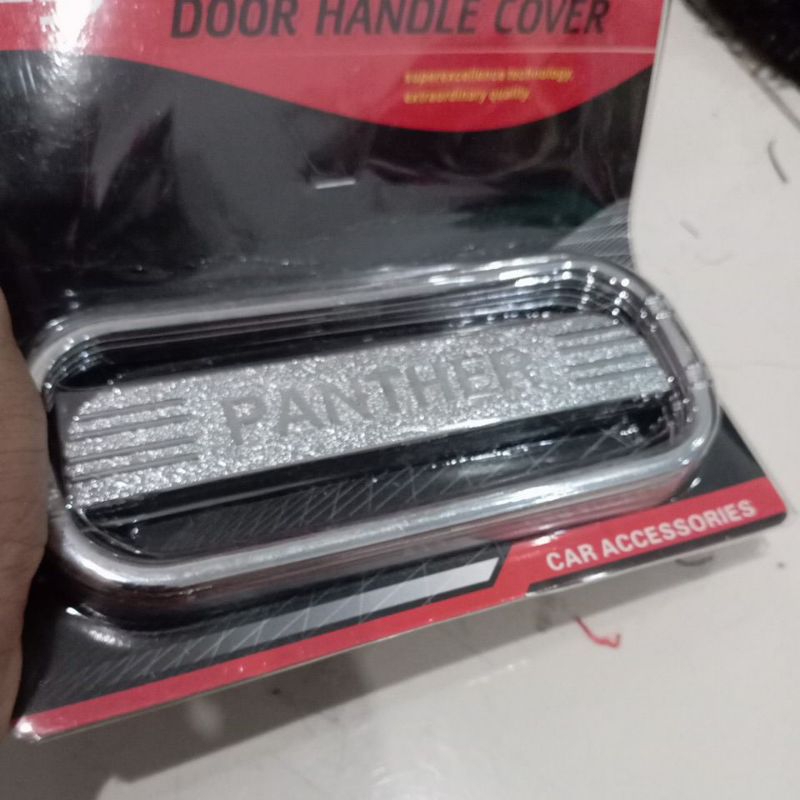 DOOR HANDLE COVER
superexcellence technology,
extraordinary quality
PANTHER
CAR ACCESSORIES